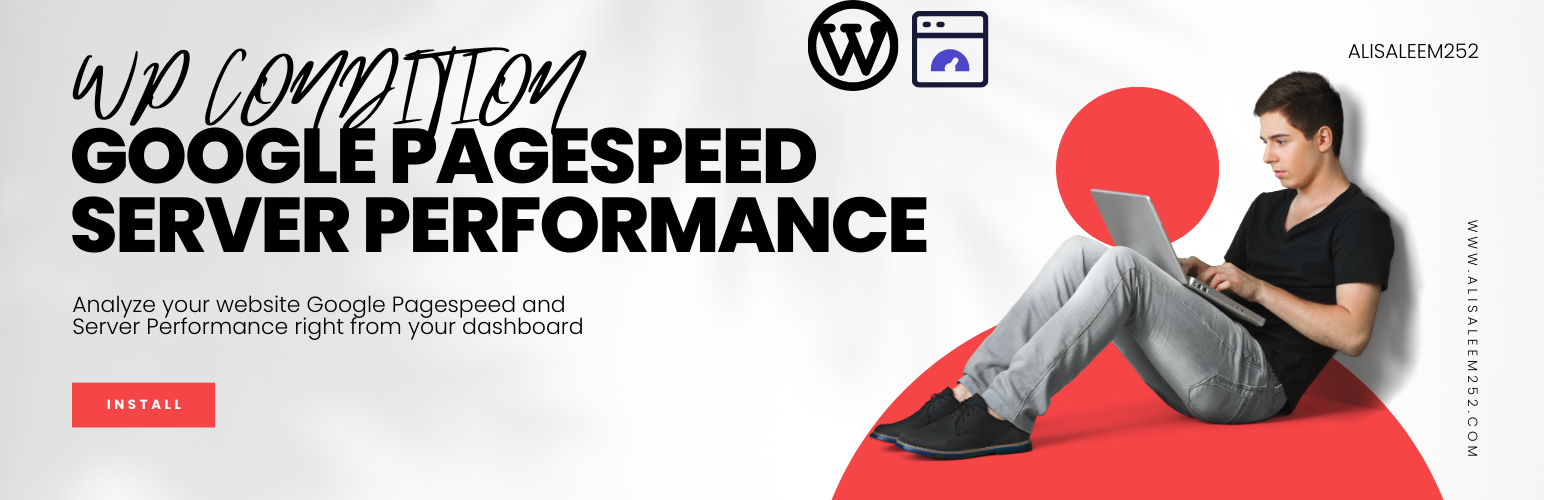 WP CONDITION
GOOGLE PAGESPEED
SERVER PERFORMANCE
Analyze your website Google Pagespeed and
Server Performance right from your dashboard
INSTALL
ALISALEEM252
WWW.ALISALEEM252.COM